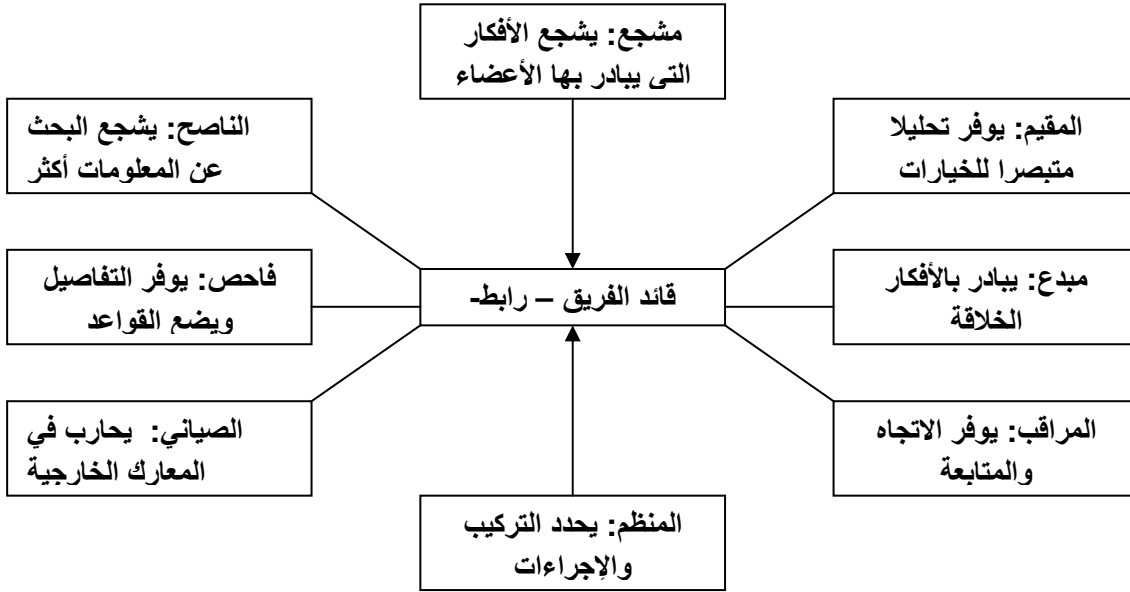 مشجع: يشجع الأفكار
التي يبادر بها الأعضاء
المقيم: يوفر تحليلا
متبصرا للخيارات
الناصح: يشجع البحث
عن المعلومات أكثر
مبدع: يبادر بالأفكار
الخلاقة
قائد الفريق – رابط-
فاحص: يوفر التفاصيل
ويضع القواعد
المراقب: يوفر الاتجاه
والمتابعة
الصياني: يحارب في
المعارك الخارجية
المنظم: يحدد التركيب
والإجراءات